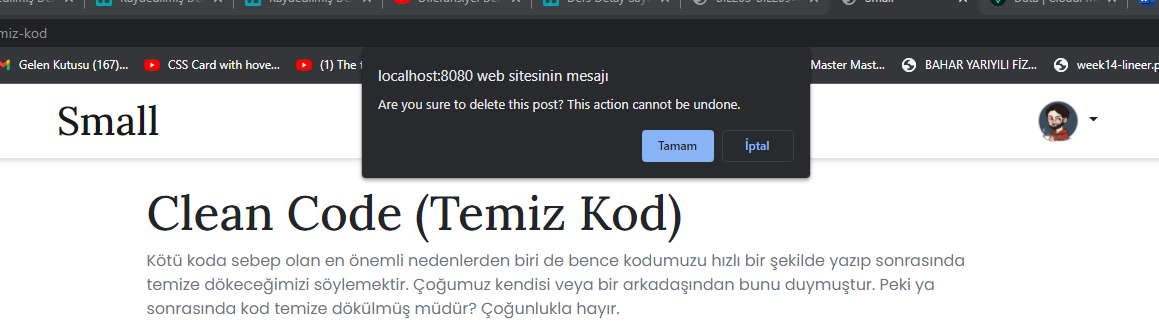 miz-kod
Gelen Kutusu (167)...
CSS Card with hove...
(1) The
Master Mast...
BAHAR YARIYILI FİZ...
week14-lineer.p
localhost:8080 web sitesinin mesajı
Are you sure to delete this post? This action cannot be undone.
Tamam
İptal
Small
Clean Code (Temiz Kod)
Kötü koda sebep olan en önemli nedenlerden biri de bence kodumuzu hızlı bir şekilde yazıp sonrasında
temize dökeceğimizi söylemektir. Çoğumuz kendisi veya bir arkadaşından bunu duymuştur. Peki ya
sonrasında kod temize dökülmüş müdür? Çoğunlukla hayır.